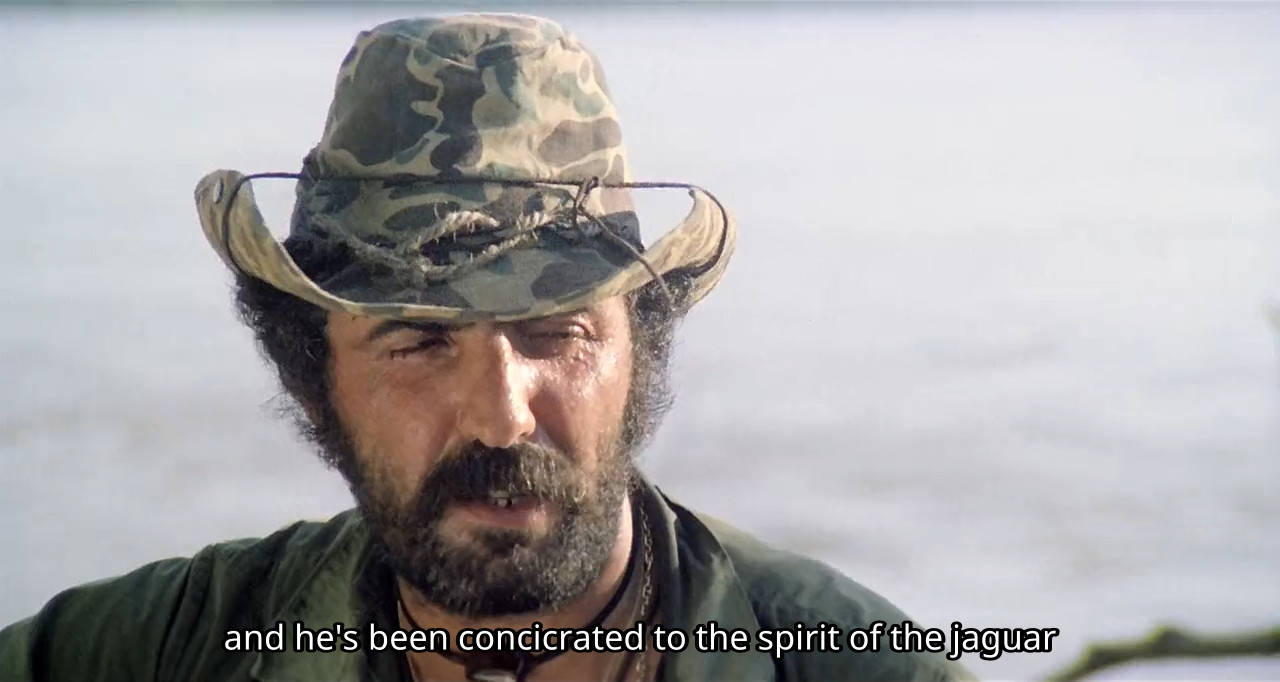 and he's been concicrated to the spirit of the jaguar